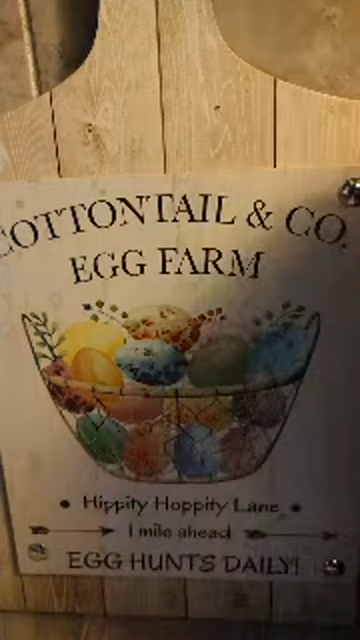 COTTONTAIL & CO.
EGG FARM
• Hippity Hoppity Lane •
1 mile ahead
EGG HUNTS DAILY!